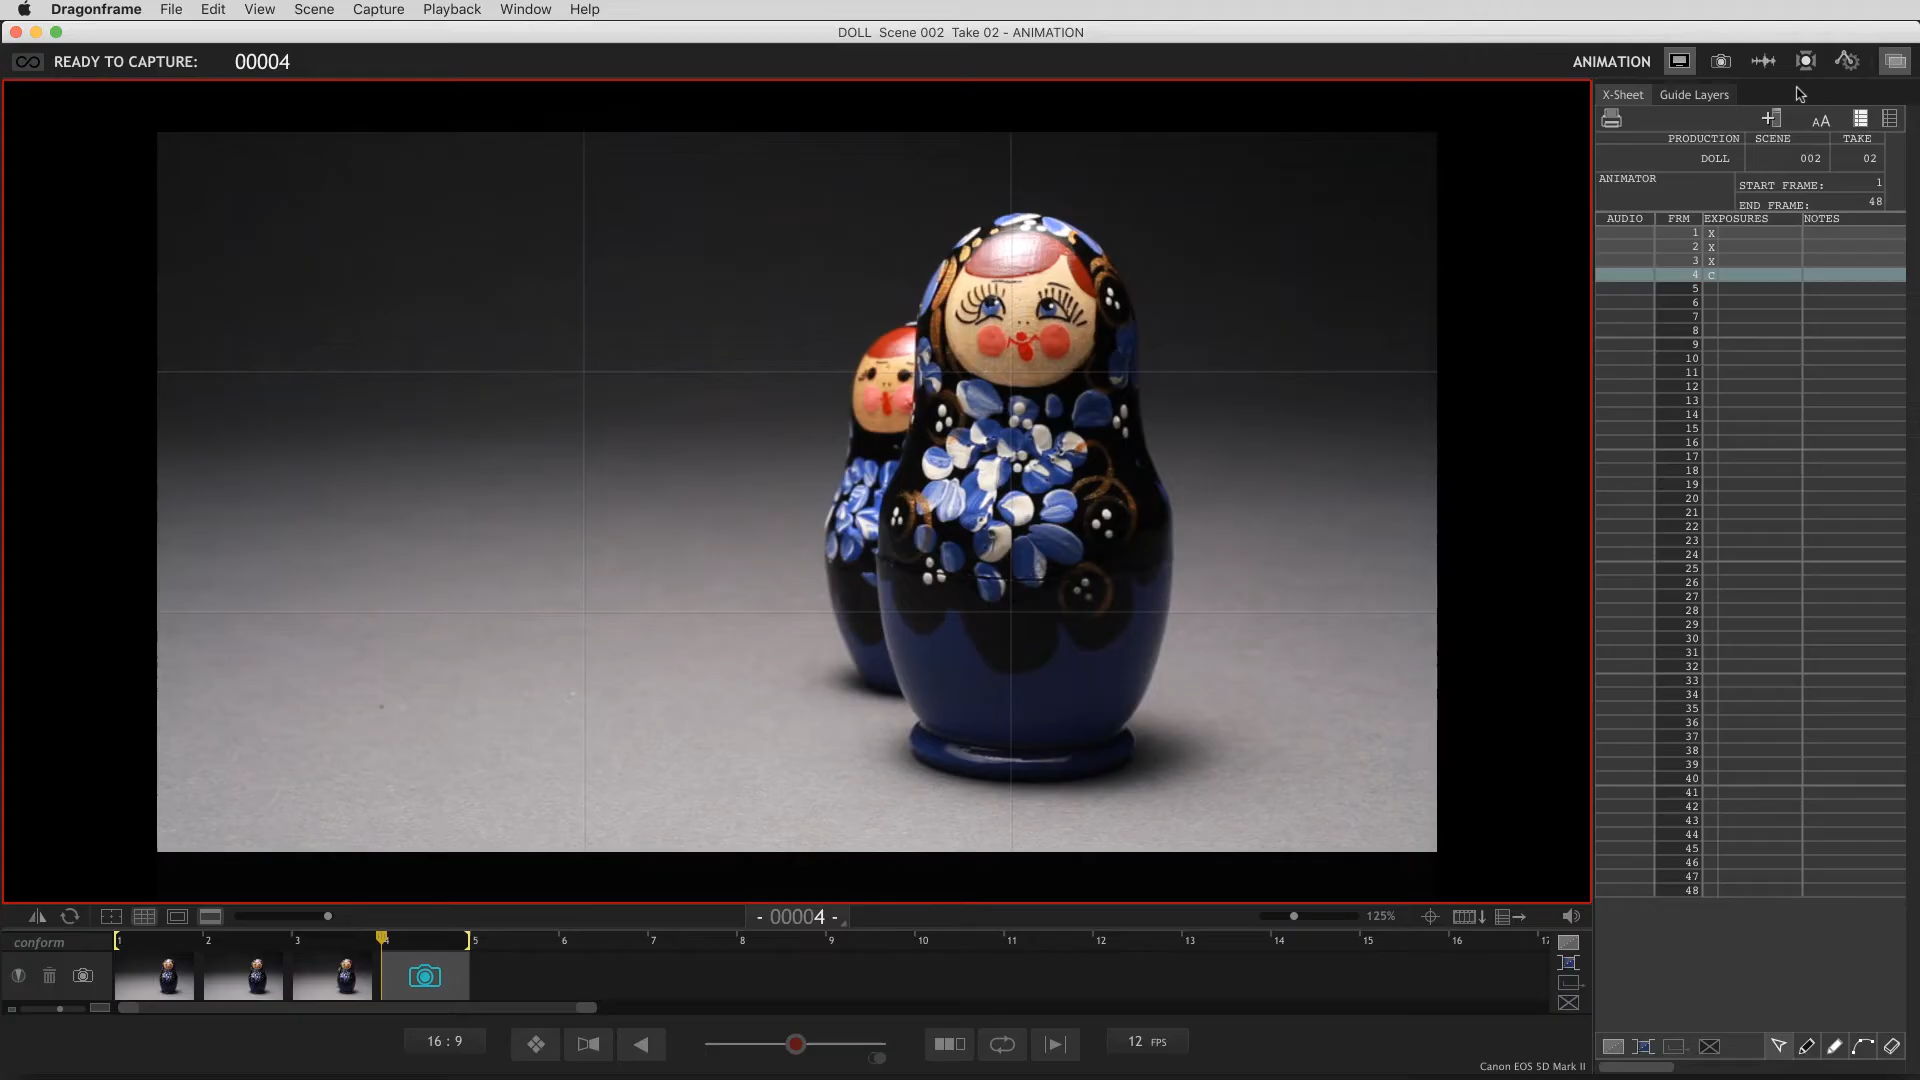 Dragonframe File Edit View Scene Capture Playback Window Help
DOLL Scene 002 Take 02 - ANIMATION
READY TO CAPTURE: 00004
ANIMATION
X-Sheet Guide Layers
AA
PRODUCTION SCENE TAKE
DOLL 002 02
ANIMATOR
START FRAME: 1
END FRAME: 48
AUDIO FRM EXPOSURES NOTES
1 X
2 X
3 X
4 C
5
6
7
8
9
10
11
12
13
14
15
16
17
18
19
20
21
22
23
24
25
26
27
28
29
30
31
32
33
34
35
36
37
38
39
40
41
42
43
44
45
46
47
48
- 00004 -
125%
conform
1 2 3 4 5 6 7 8 9 10 11 12 13 14 15 16 17
16 : 9
12 FPS
Canon EOS 5D Mark II